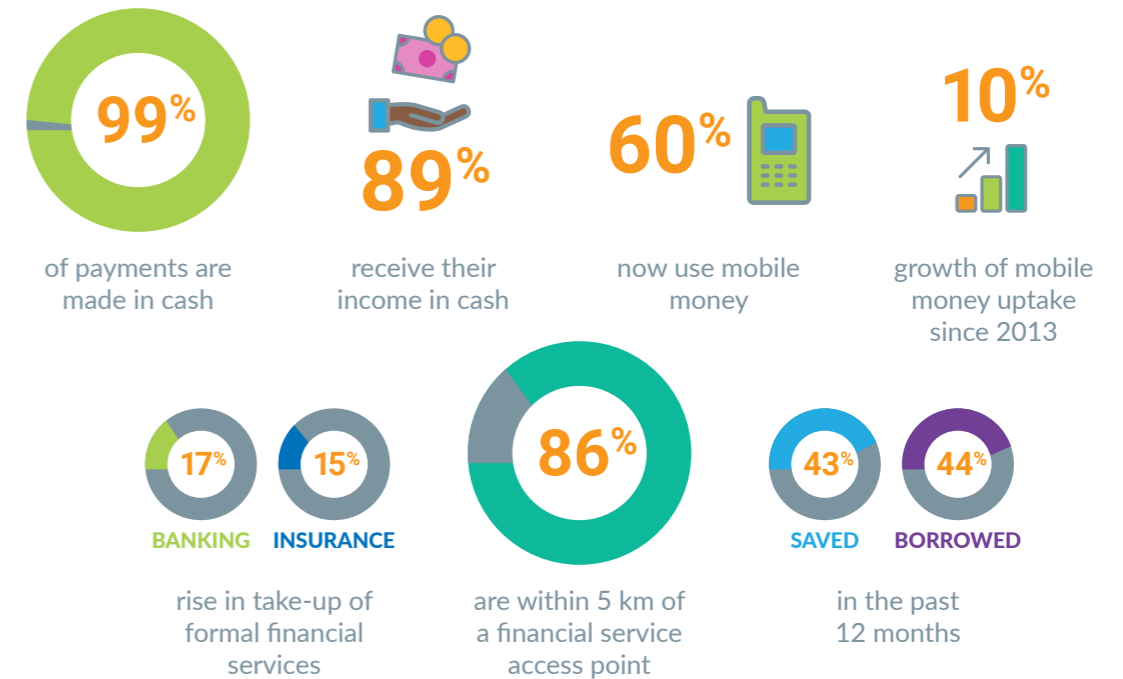 99%
of payments are
made in cash
89%
receive their
income in cash
60%
now use mobile
money
10%
growth of mobile
money uptake
since 2013
17%
BANKING
15%
INSURANCE
rise in take-up of
formal financial
services
86%
are within 5 km of
a financial service
access point
43%
SAVED
44%
BORROWED
in the past
12 months